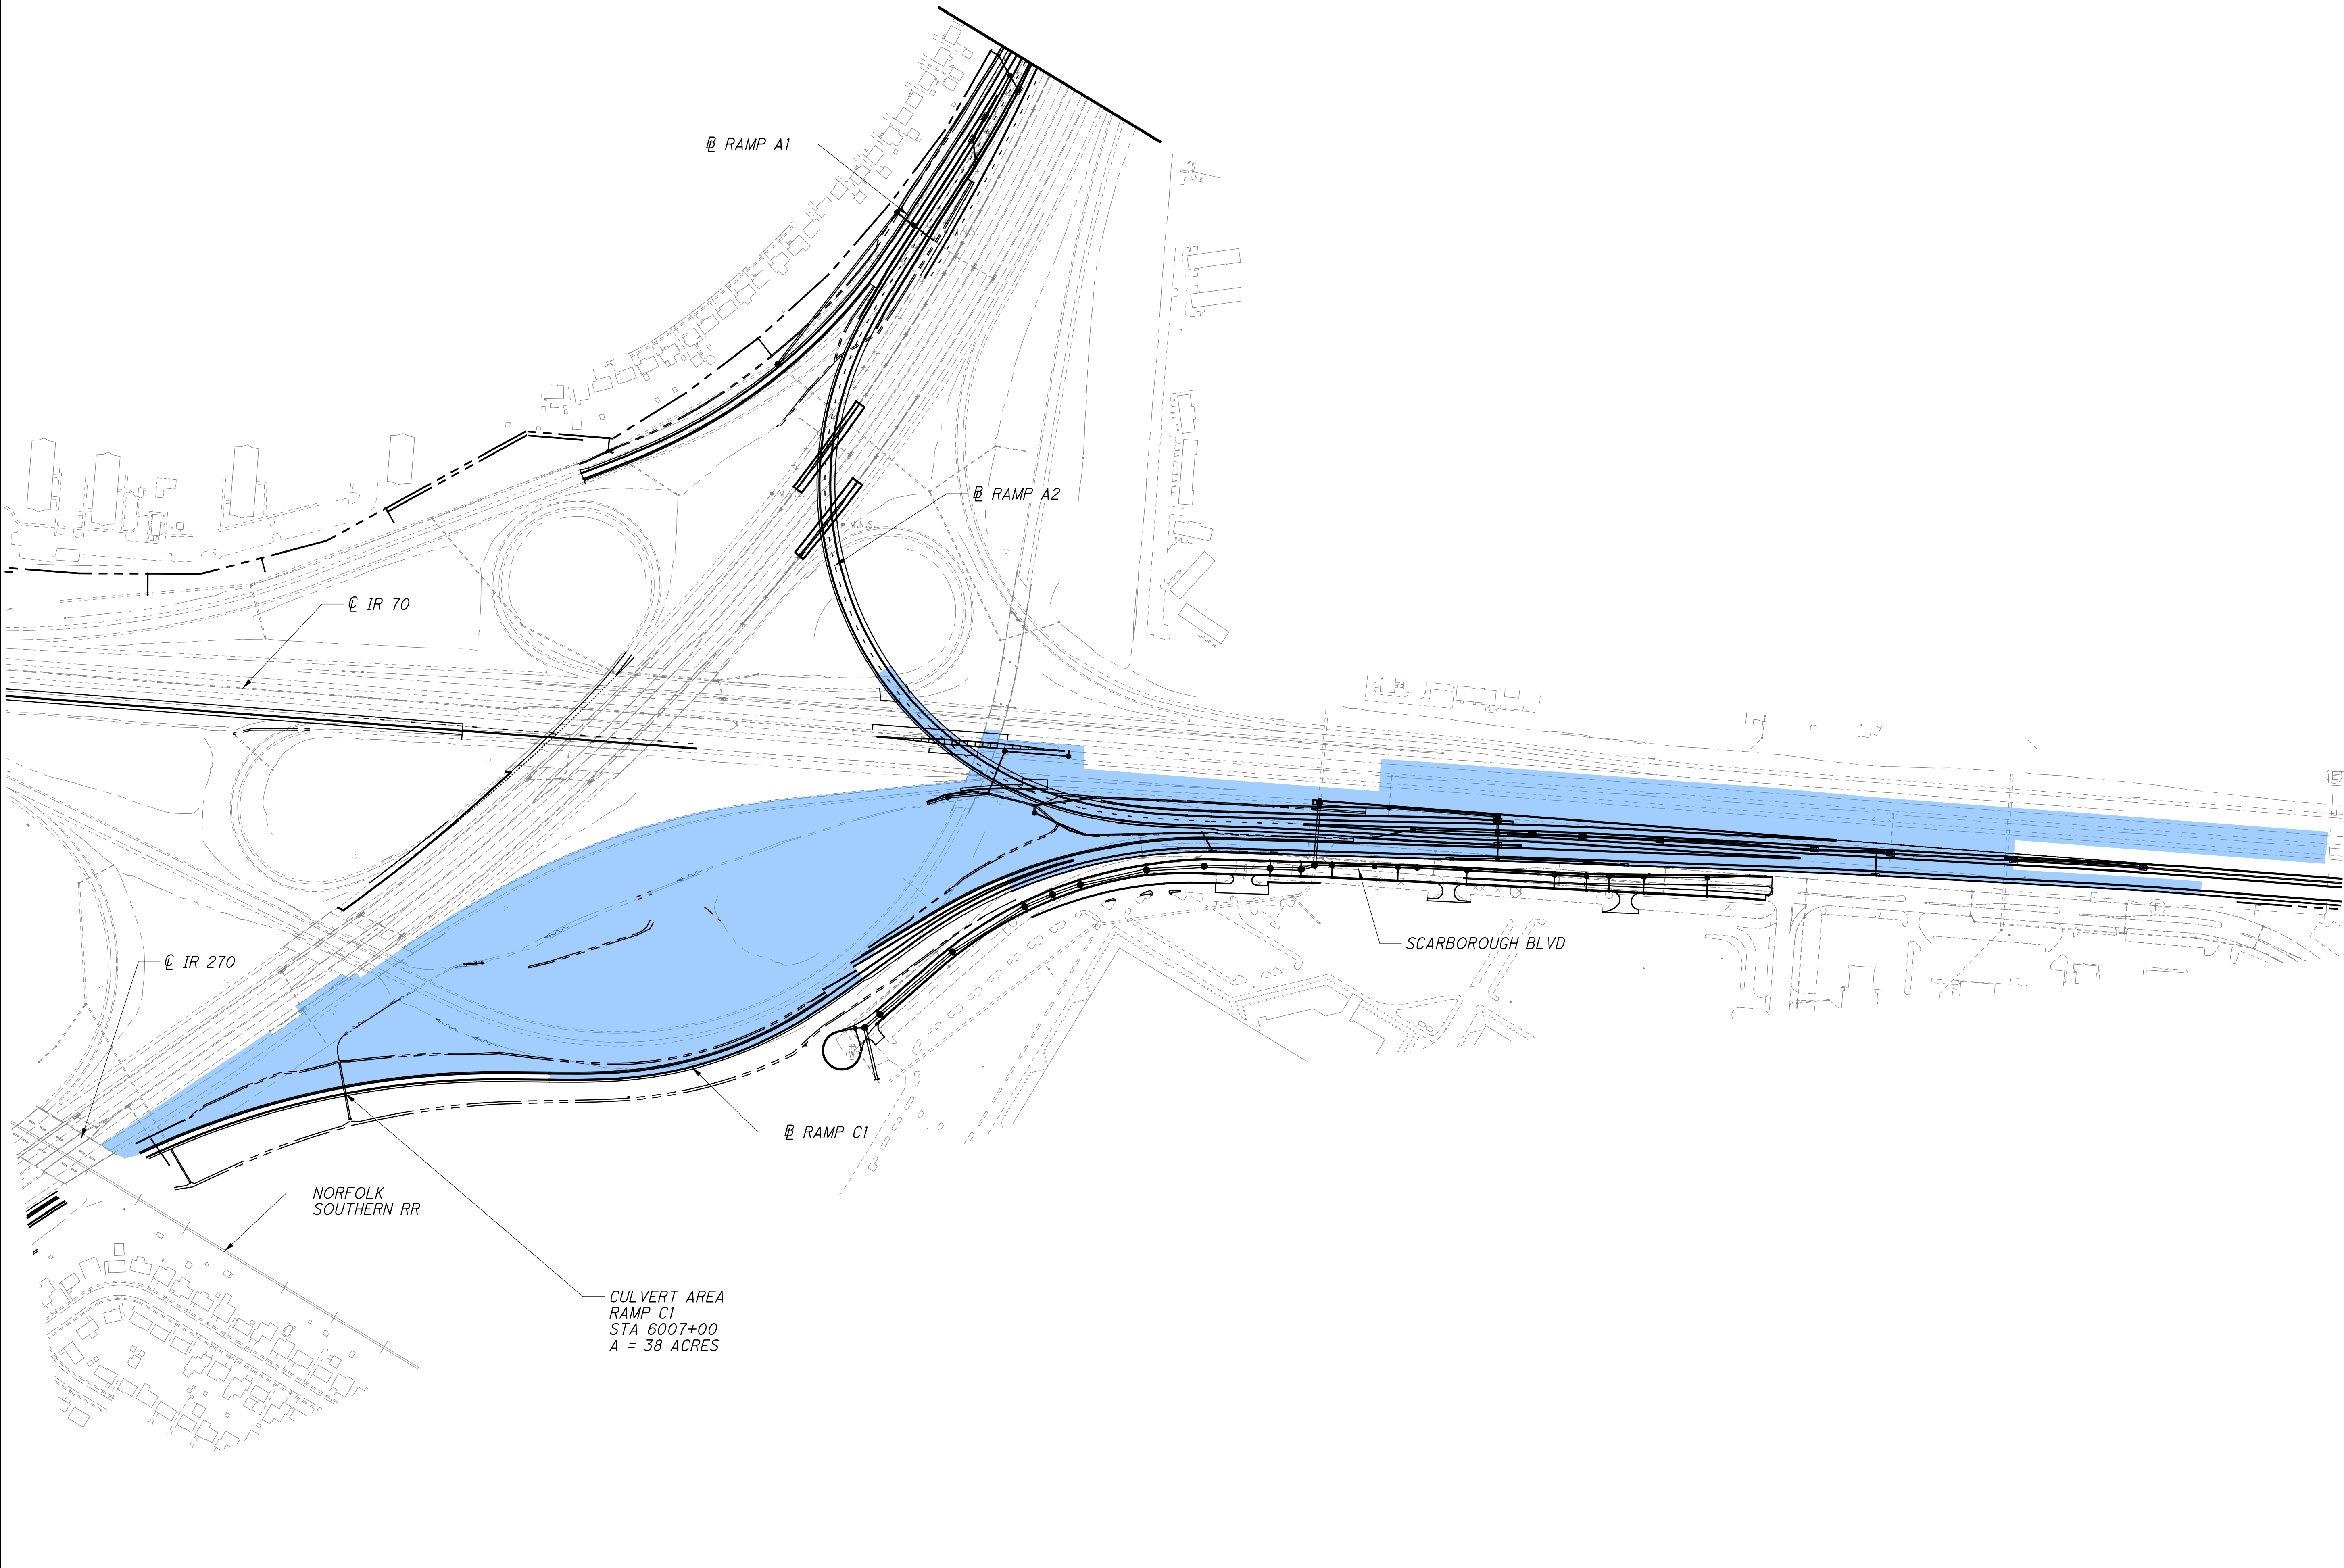 ℄ RAMP A1
M.N.S.
℄ RAMP A2
M.N.S.
M.N.S.
℄ IR 70
℄ IR 270
SCARBOROUGH BLVD
℄ RAMP C1
NORFOLK
SOUTHERN RR
CULVERT AREA
RAMP C1
STA 6007+00
A = 38 ACRES